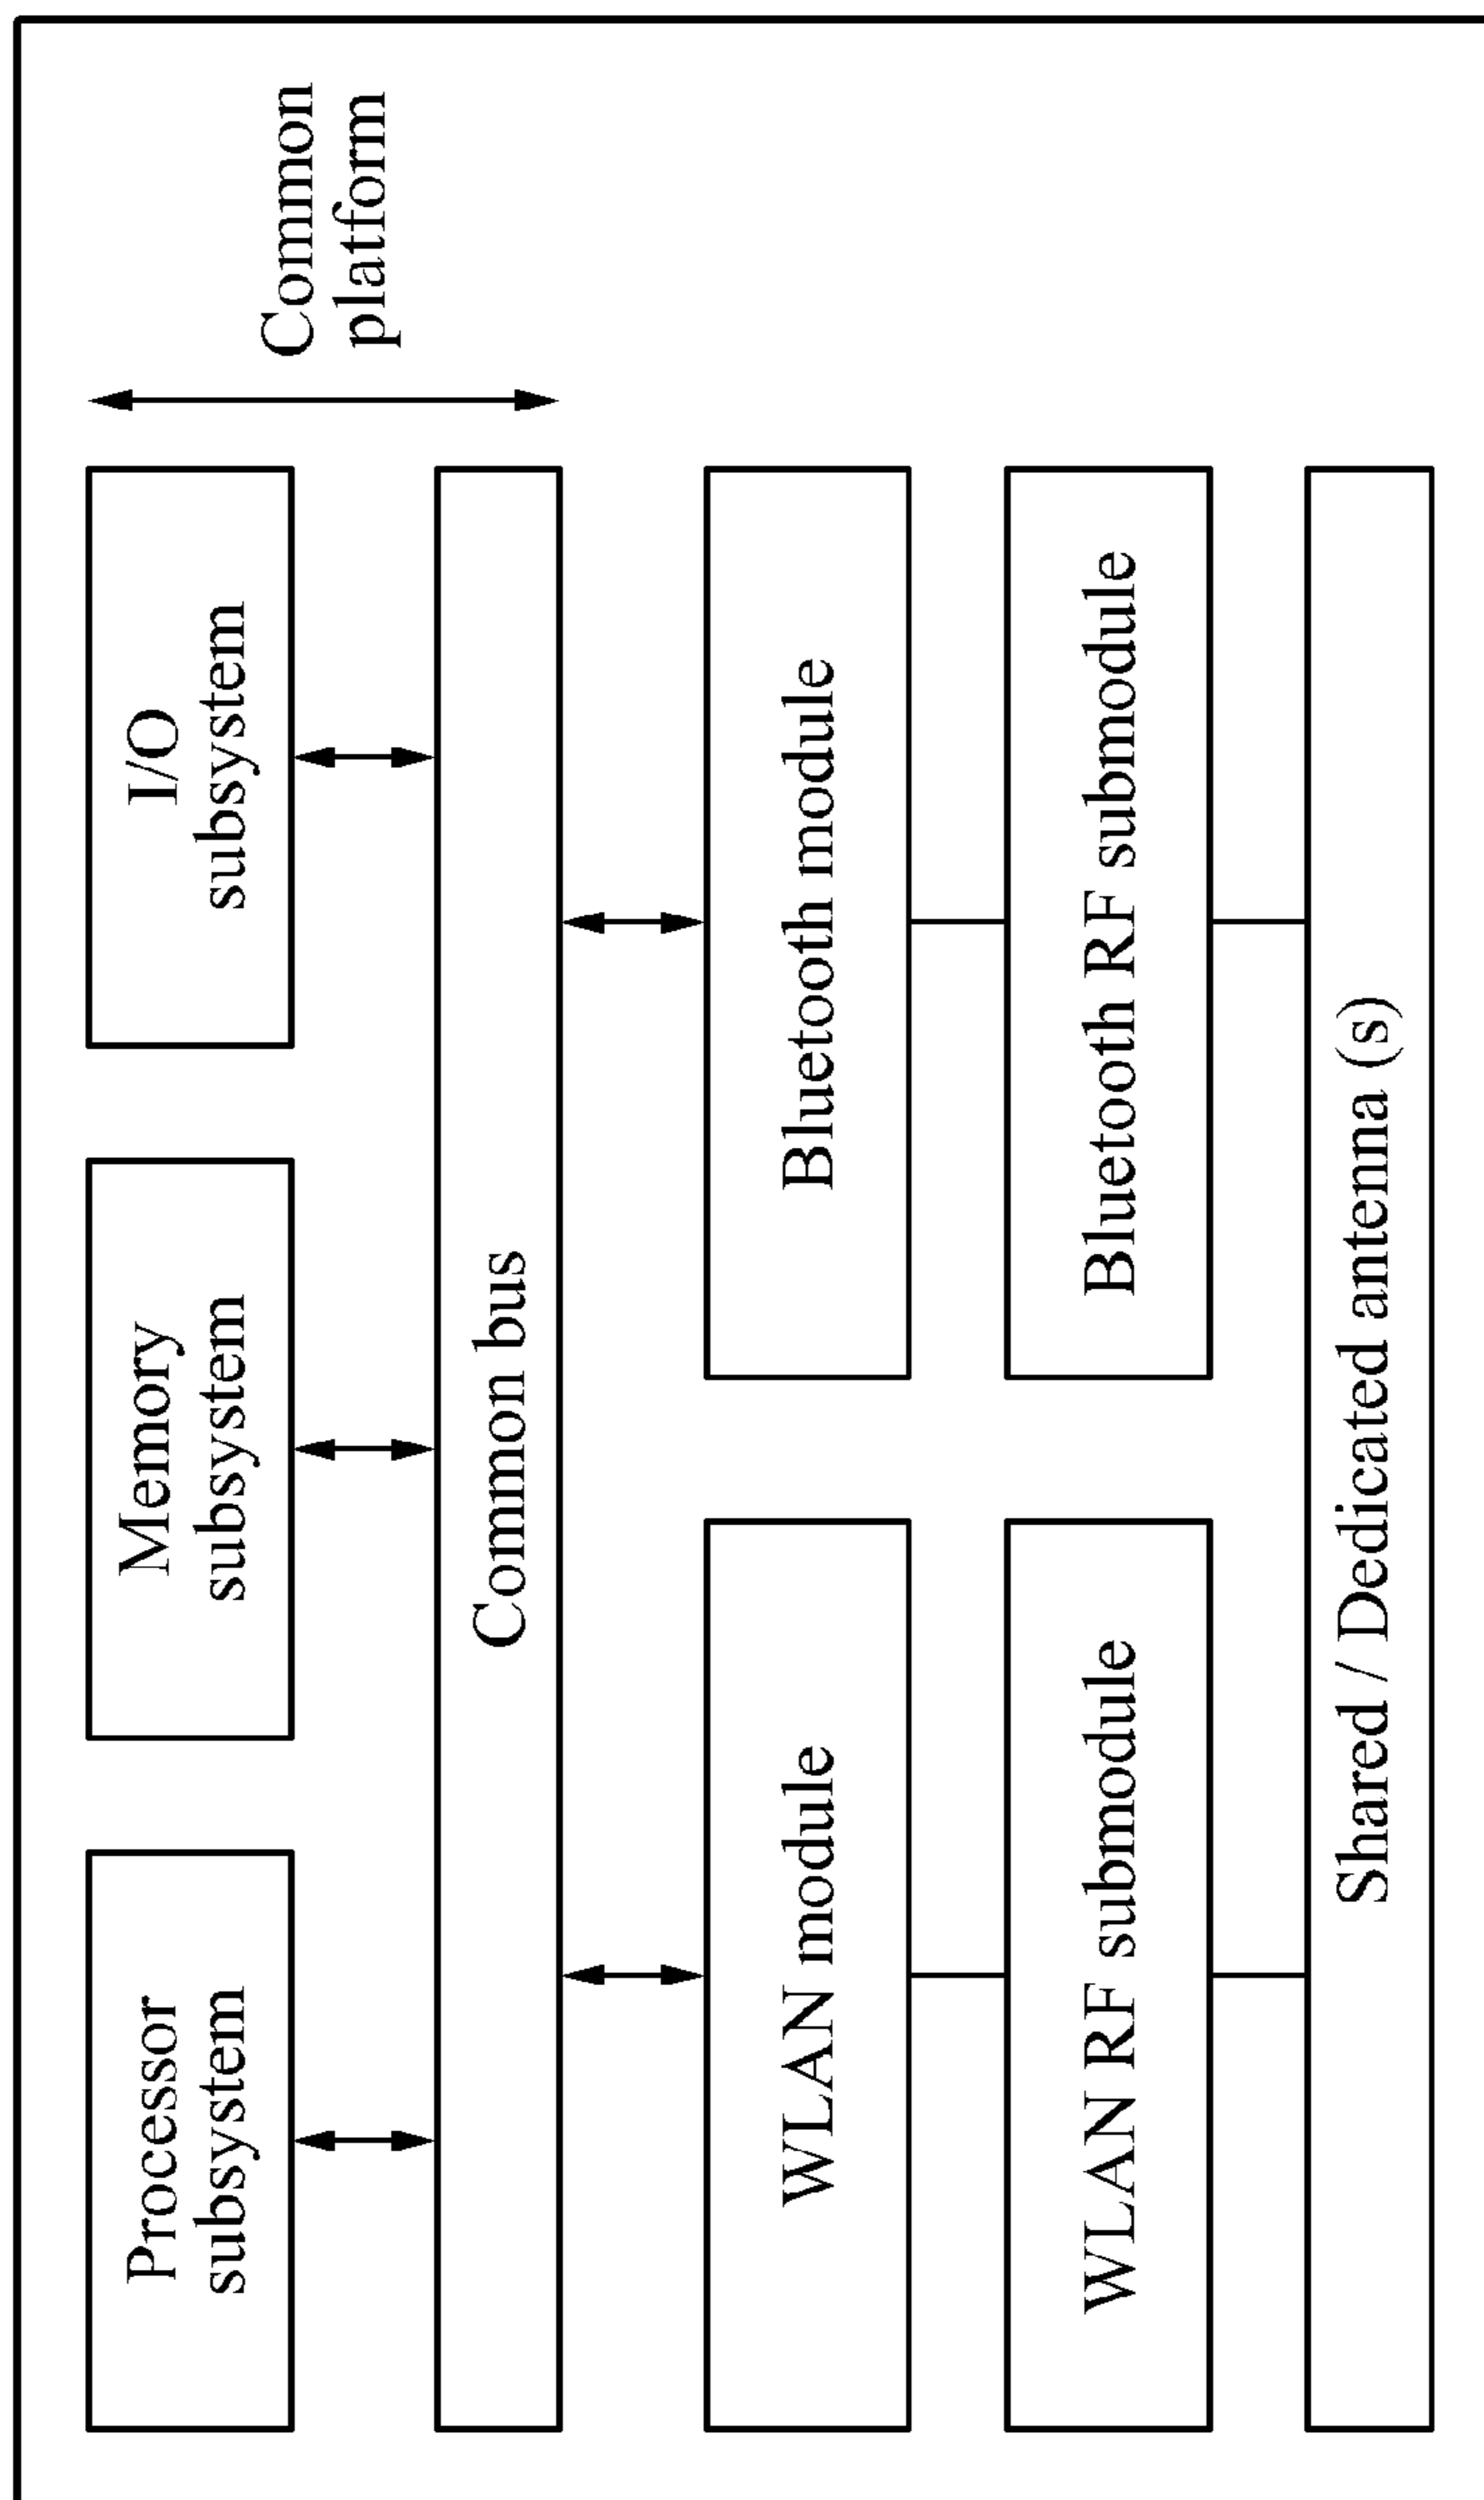 Processor
subsystem
Memory
subsystem
I/O
subsystem
Common
platform
Common bus
WLAN module
Bluetooth module
WLAN RF submodule
Bluetooth RF submodule
Shared / Dedicated antenna (s)